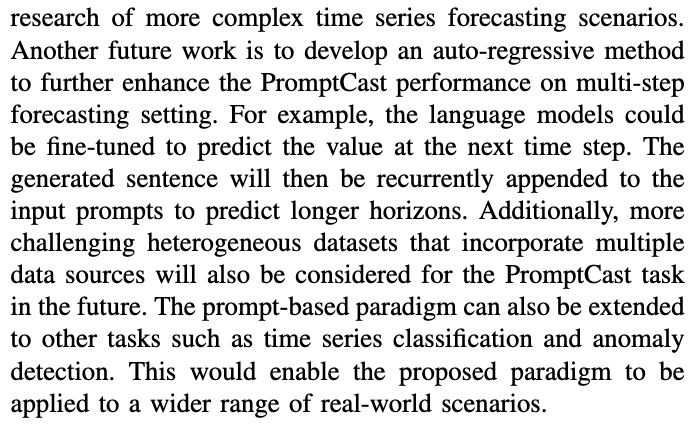 research of more complex time series forecasting scenarios.
Another future work is to develop an auto-regressive method
to further enhance the PromptCast performance on multi-step
forecasting setting. For example, the language models could
be fine-tuned to predict the value at the next time step. The
generated sentence will then be recurrently appended to the
input prompts to predict longer horizons. Additionally, more
challenging heterogeneous datasets that incorporate multiple
data sources will also be considered for the PromptCast task
in the future. The prompt-based paradigm can also be extended
to other tasks such as time series classification and anomaly
detection. This would enable the proposed paradigm to be
applied to a wider range of real-world scenarios.